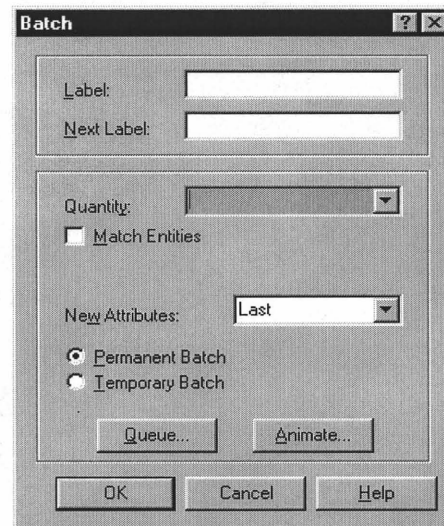 Batch
Label:
Next Label:
Quantity:
Match Entities
New Attributes: Last
Permanent Batch
Temporary Batch
Queue... Animate...
OK Cancel Help